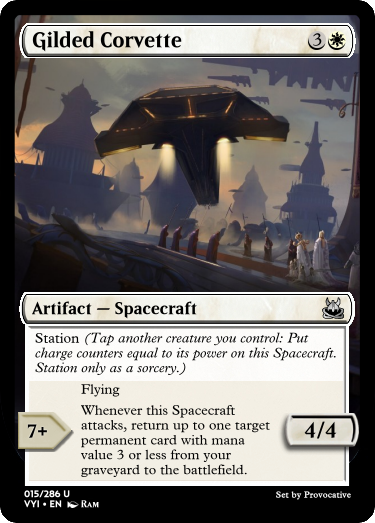 Gilded Corvette 3
Artifact — Spacecraft
Station (Tap another creature you control: Put
charge counters equal to its power on this Spacecraft.
Station only as a sorcery.)
Flying
Whenever this Spacecraft
attacks, return up to one target
permanent card with mana
value 3 or less from your
graveyard to the battlefield.
7+
4/4
015/286 U
VYI • EN Ram
Set by Provocative